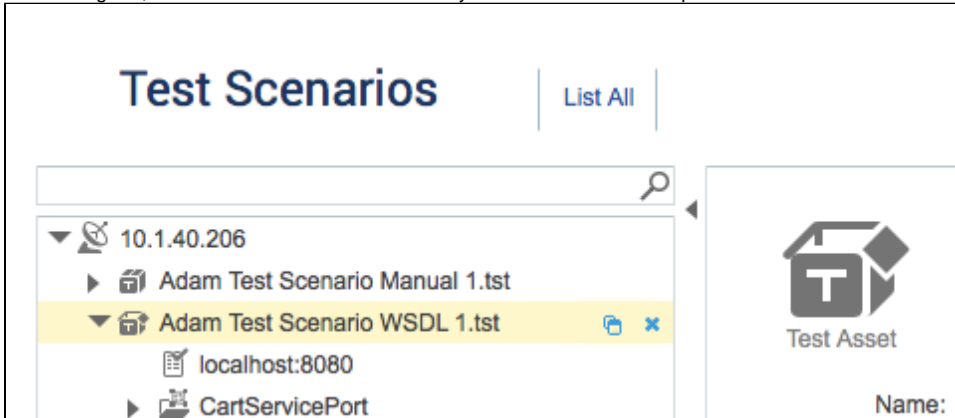 Test Scenarios
List All
10.1.40.206
Adam Test Scenario Manual 1.tst
Adam Test Scenario WSDL 1.tst
localhost:8080
CartServicePort
T
Test Asset
Name: